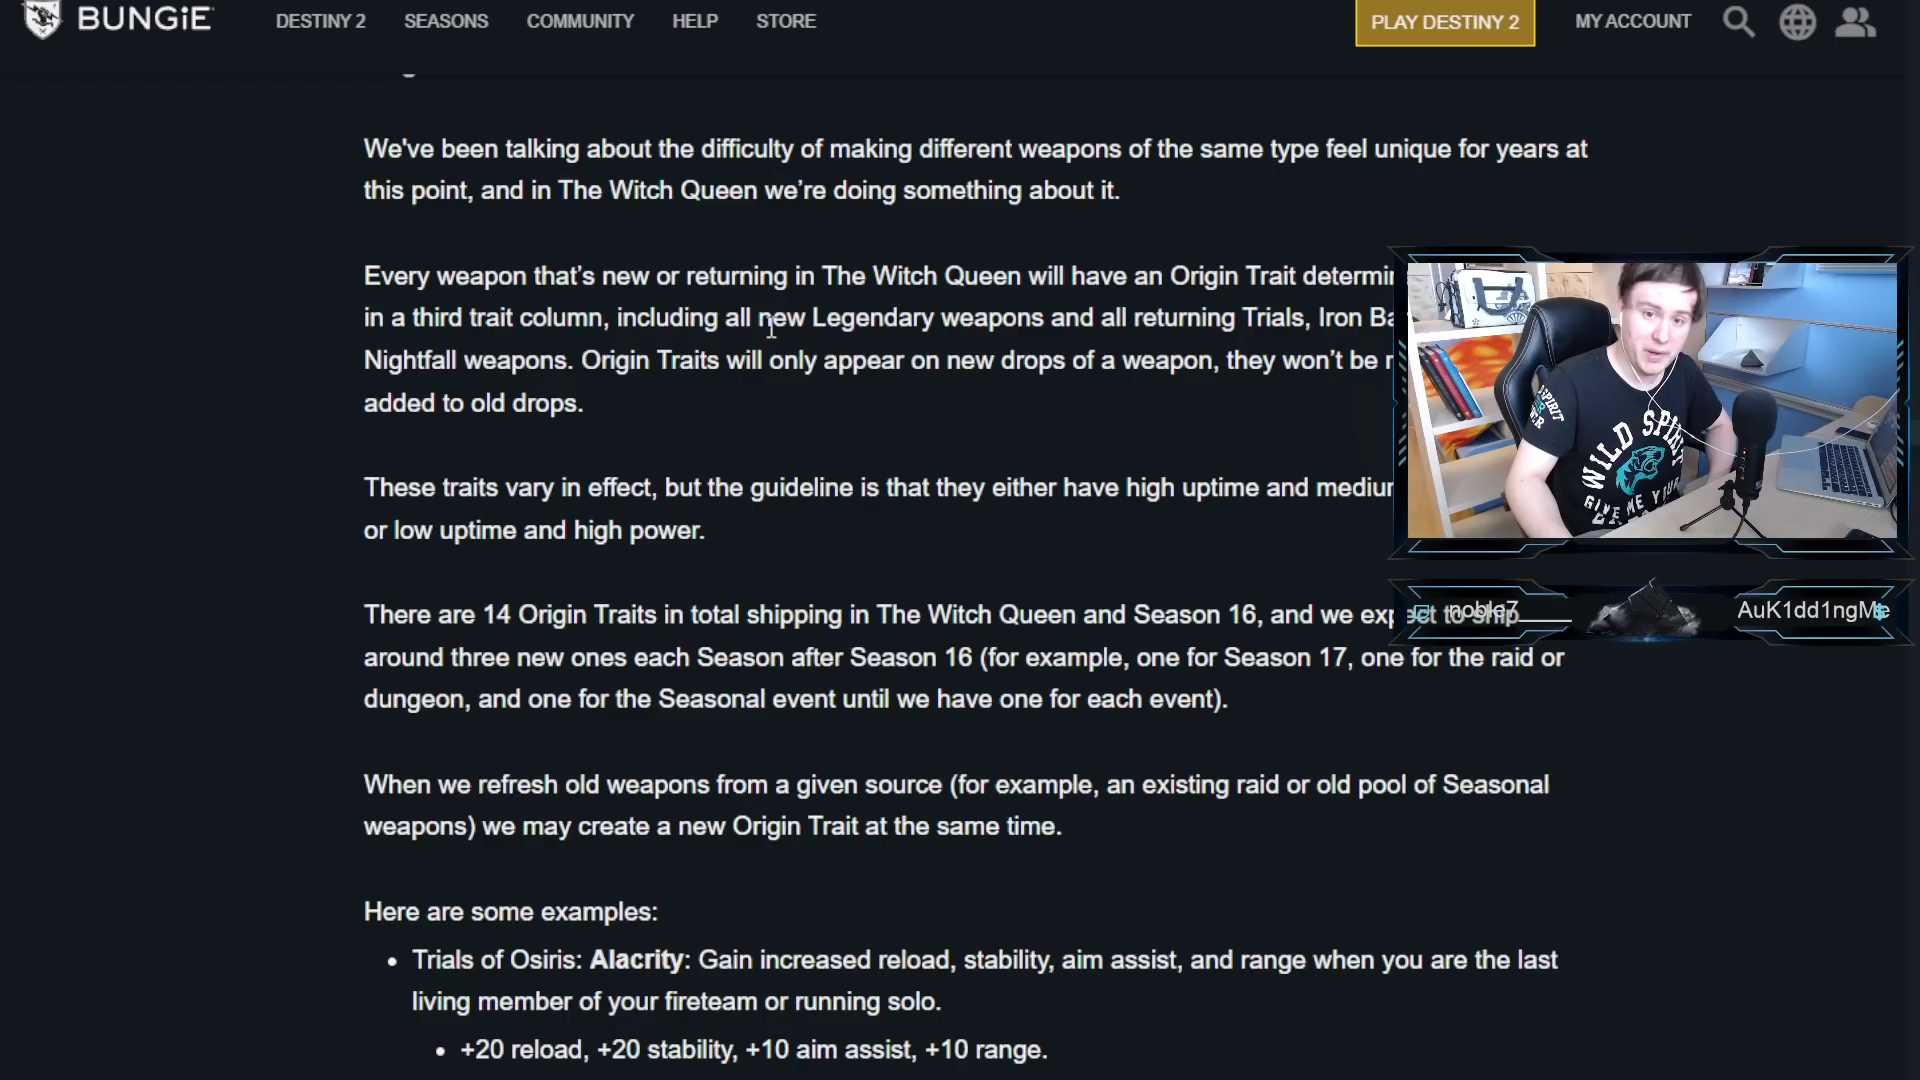 BUNGiE
DESTINY 2 SEASONS COMMUNITY HELP STORE PLAY DESTINY 2 MY ACCOUNT
We've been talking about the difficulty of making different weapons of the same type feel unique for years at
this point, and in The Witch Queen we’re doing something about it.
Every weapon that’s new or returning in The Witch Queen will have an Origin Trait
in a third trait column, including all new Legendary weapons and all returning Trials, Iron
Nightfall weapons. Origin Traits will only appear on new drops of a weapon, they won’t be
added to old drops.
These traits vary in effect, but the guideline is that they either have high uptime and
or low uptime and high power.
There are 14 Origin Traits in total shipping in The Witch Queen and Season 16, and we expect to ship
around three new ones each Season after Season 16 (for example, one for Season 17, one for the raid or
dungeon, and one for the Seasonal event until we have one for each event).
When we refresh old weapons from a given source (for example, an existing raid or old pool of Seasonal
weapons) we may create a new Origin Trait at the same time.
Here are some examples:
• Trials of Osiris: Alacrity: Gain increased reload, stability, aim assist, and range when you are the last
living member of your fireteam or running solo.
• +20 reload, +20 stability, +10 aim assist, +10 range.
WILD SPIRIT
GIVE ME YOUR
noble7___
AuK1dd1ngMe